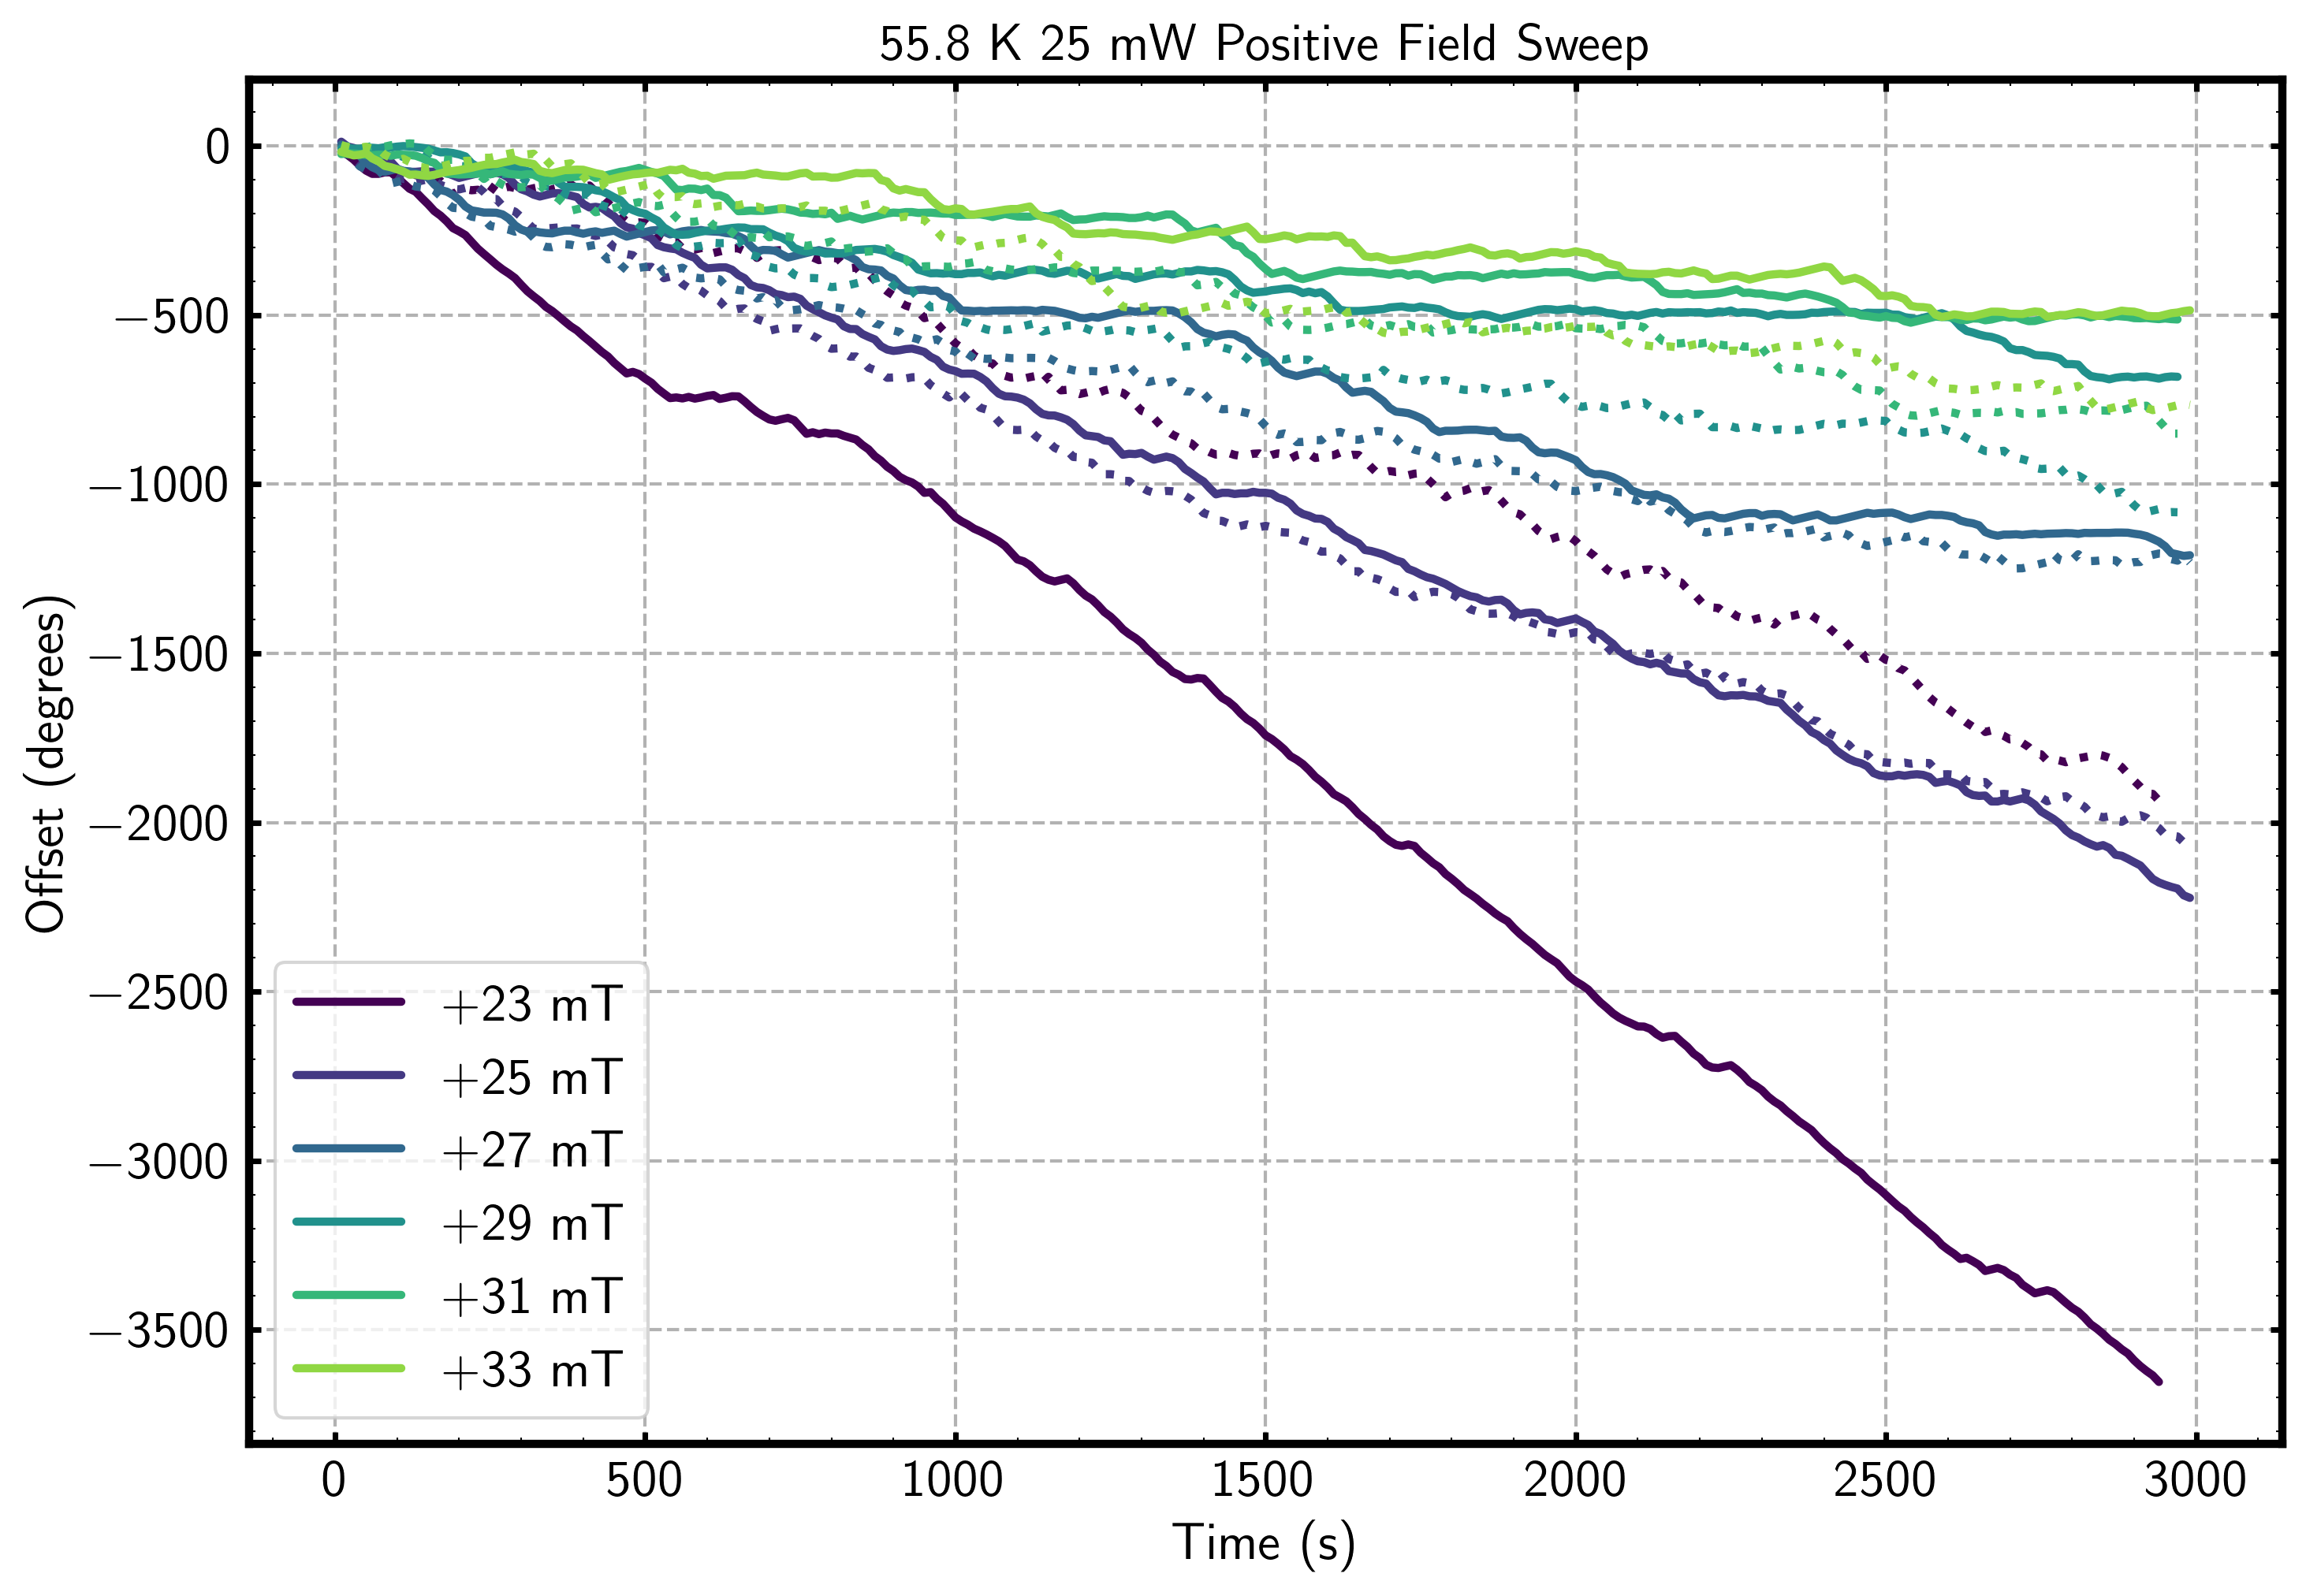 55.8 K 25 mW Positive Field Sweep
0
−500
−1000
−1500
−2000
−2500
−3000
−3500
Offset (degrees)
+23 mT
+25 mT
+27 mT
+29 mT
+31 mT
+33 mT
0 500 1000 1500 2000 2500 3000
Time (s)